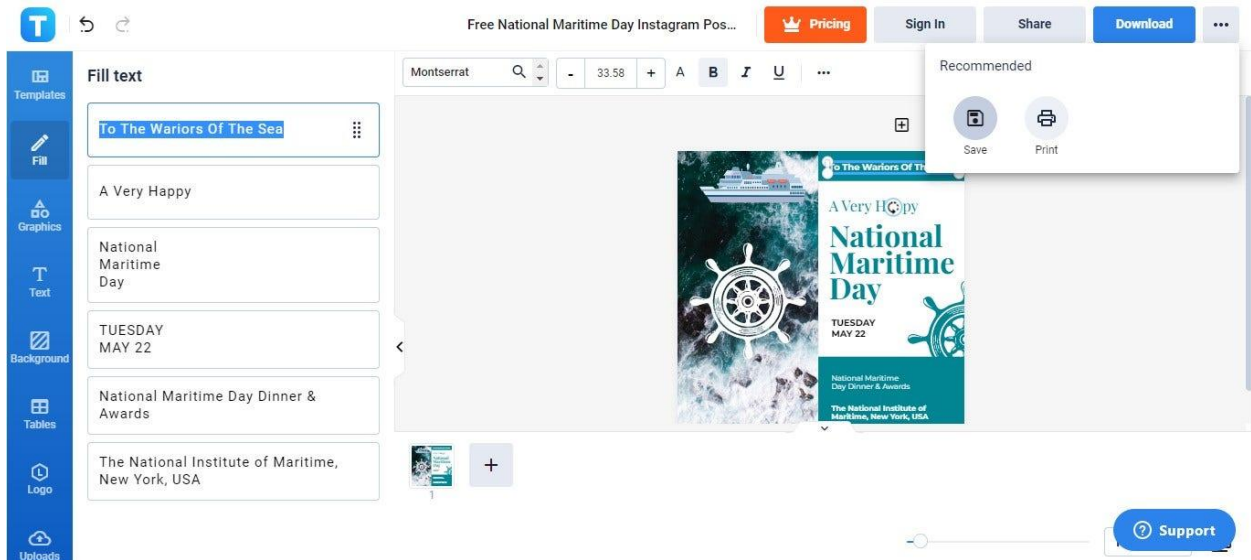 T
Free National Maritime Day Instagram Pos...
Pricing
Sign In
Share
Download
Templates
Fill
Graphics
Text
Background
Tables
Logo
Uploads
Fill text
To The Wariors Of The Sea
A Very Happy
National
Maritime
Day
TUESDAY
MAY 22
National Maritime Day Dinner &
Awards
The National Institute of Maritime,
New York, USA
Montserrat
- 33.58 + A B I U
Recommended
Save
Print
To The Wariors Of Th
A Very Happy
National
Maritime
Day
TUESDAY
MAY 22
National Maritime
Day Dinner & Awards
The National Institute of
Maritime, New York, USA
1
Support